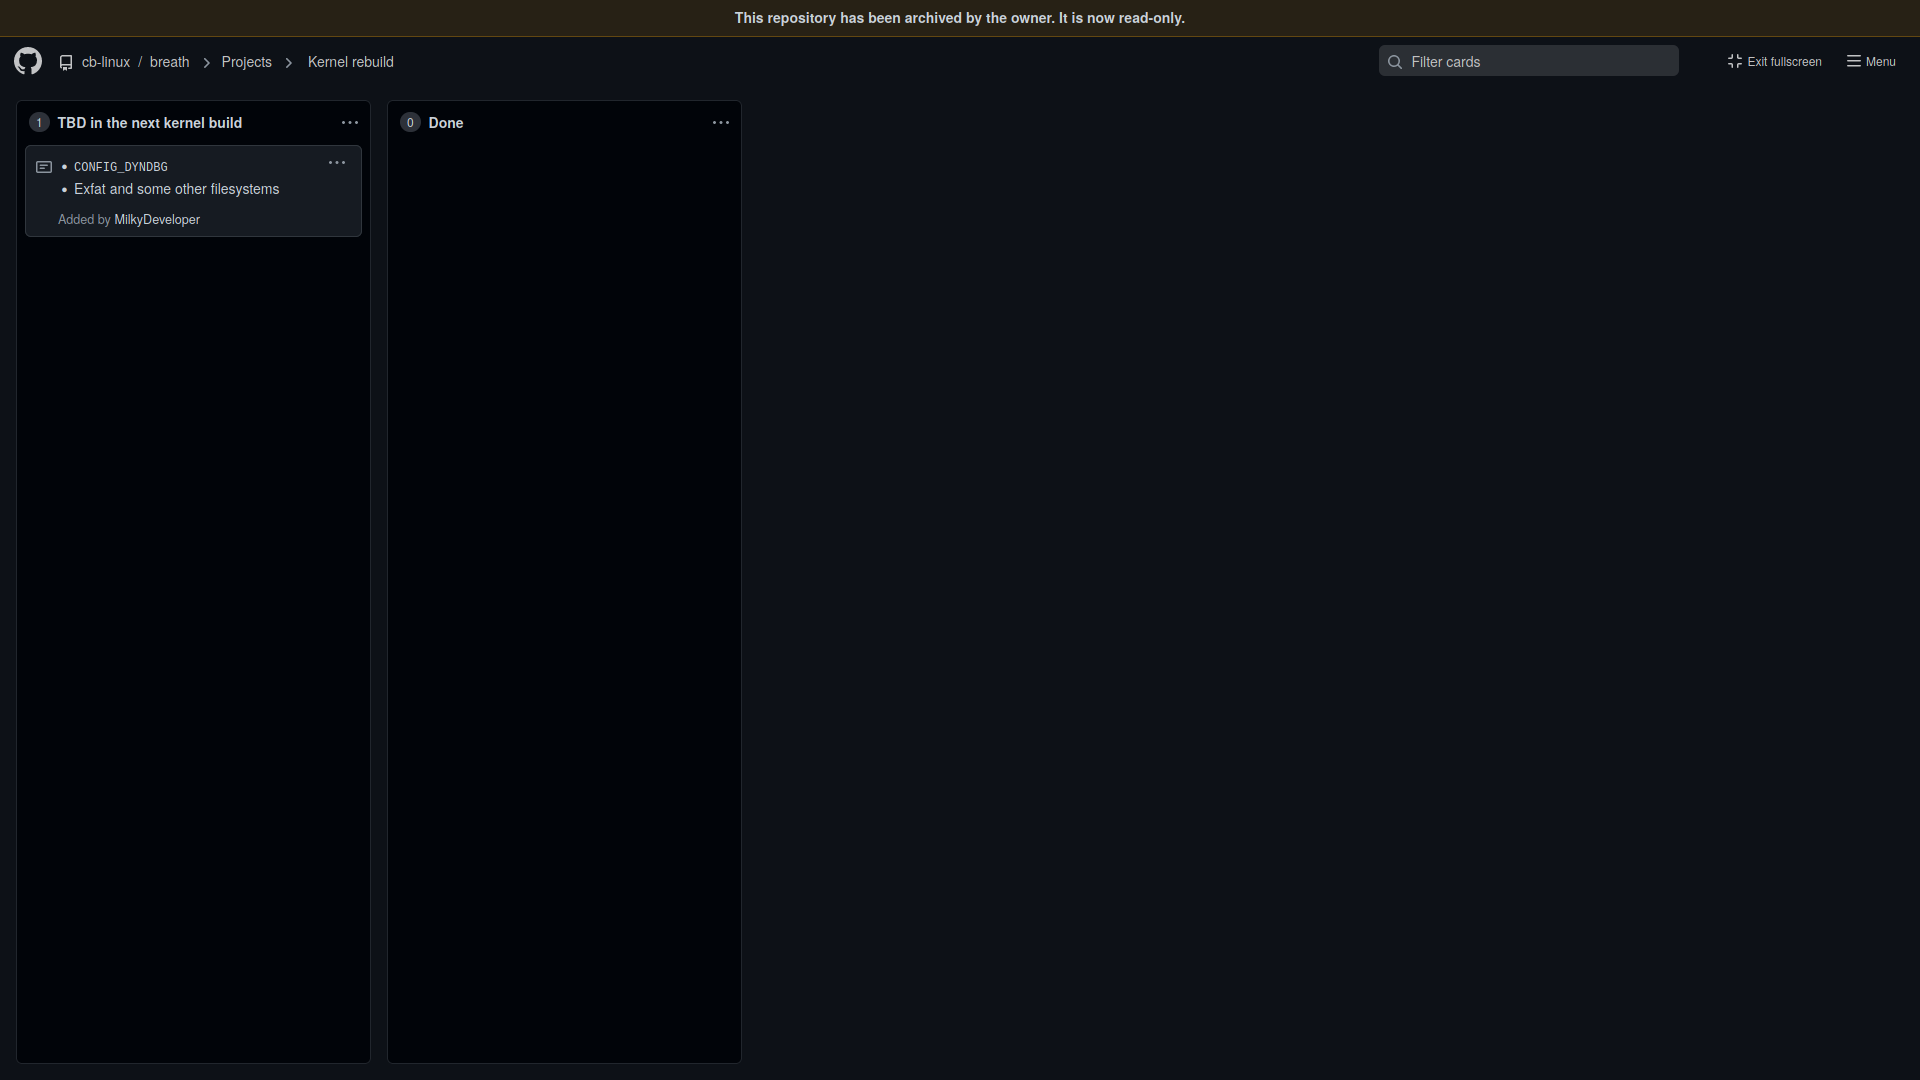 This repository has been archived by the owner. It is now read-only.
cb-linux / breath > Projects > Kernel rebuild
Filter cards
Exit fullscreen
Menu
1 TBD in the next kernel build
• CONFIG_DYNDBG
• Exfat and some other filesystems
Added by MilkyDeveloper
0 Done